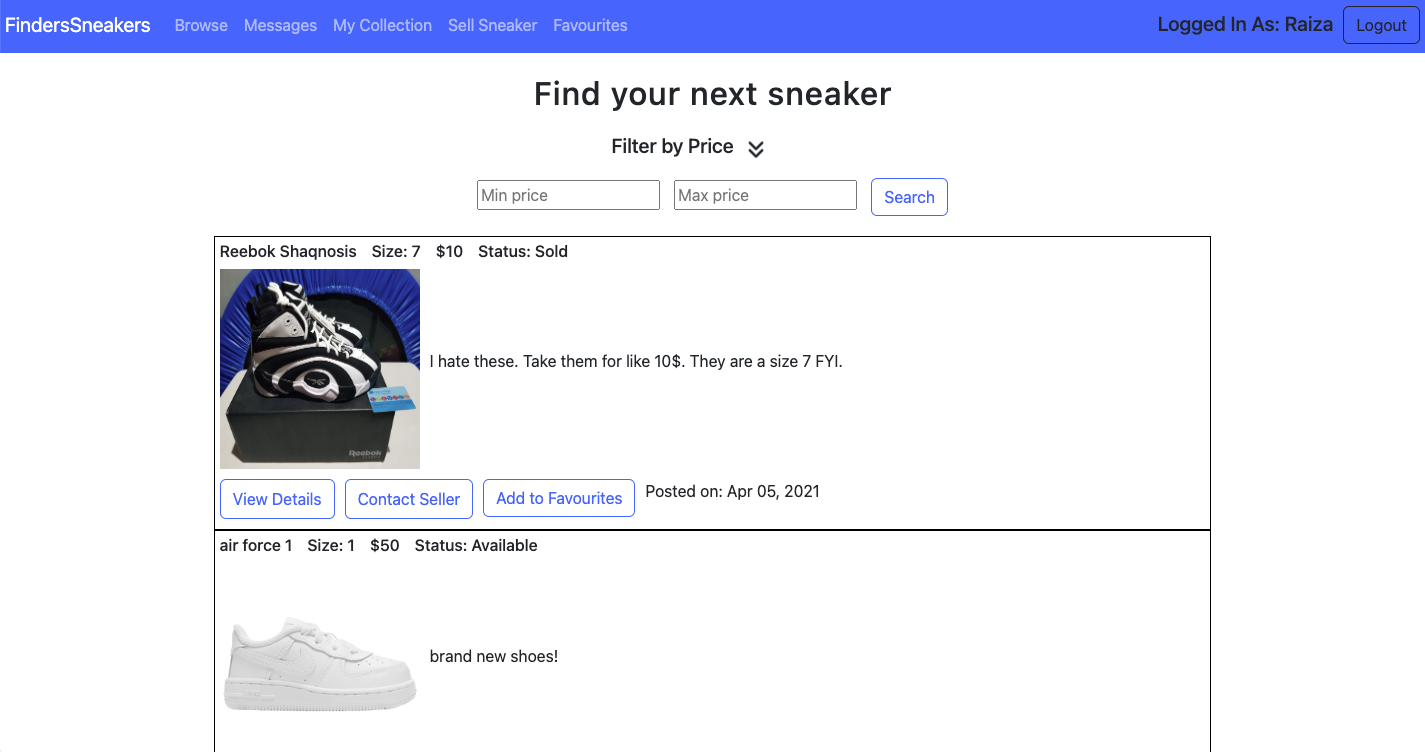 FindersSneakers Browse Messages My Collection Sell Sneaker Favourites Logged In As: Raiza Logout
Find your next sneaker
Filter by Price
Min price Max price Search
Reebok Shaqnosis Size: 7 $10 Status: Sold
I hate these. Take them for like 10$. They are a size 7 FYI.
Reebok
View Details Contact Seller Add to Favourites Posted on: Apr 05, 2021
air force 1 Size: 1 $50 Status: Available
brand new shoes!